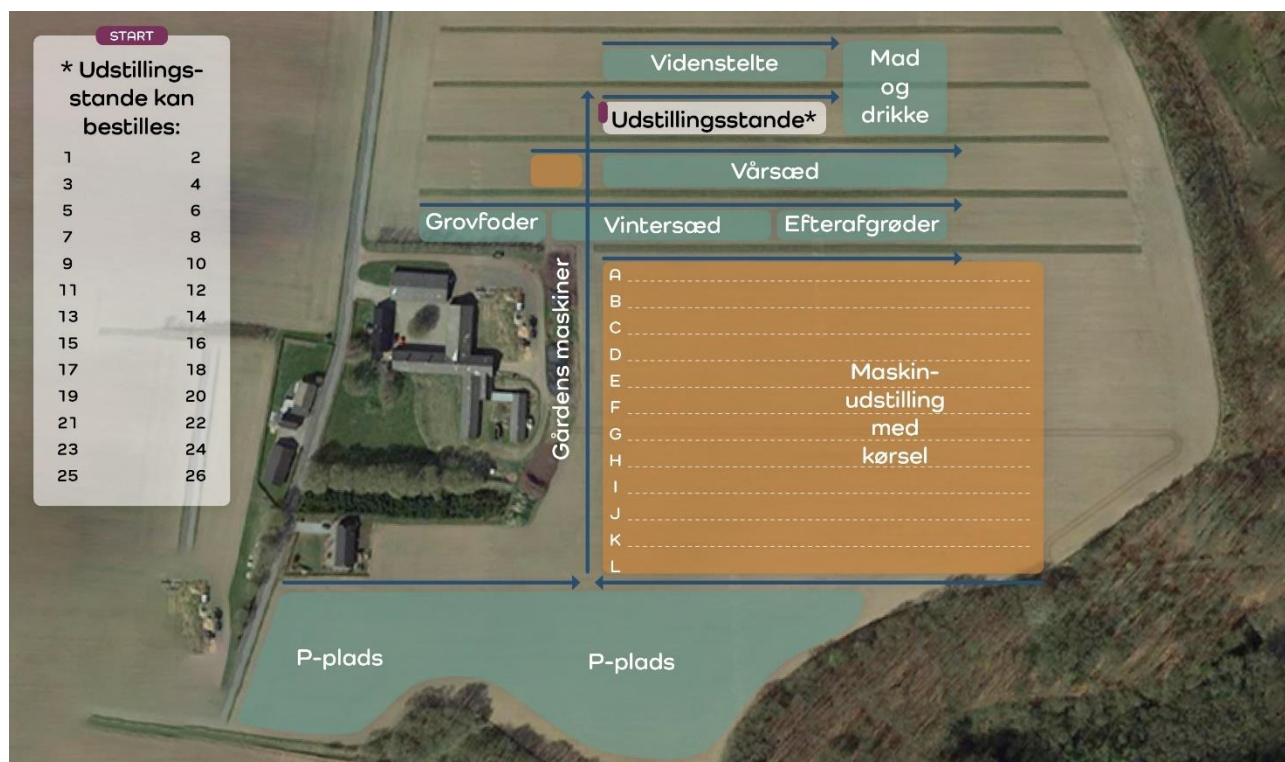 START
* Udstillings-
stande kan
bestilles:
1 2
3 4
5 6
7 8
9 10
11 12
13 14
15 16
17 18
19 20
21 22
23 24
25 26
Videnstelte
Mad
og
drikke
Udstillingsstande*
Vårsæd
Grovfoder
Vintersæd
Efterafgrøder
Gårdens maskiner
A
B
C
D
E
F
G
H
I
J
K
L
Maskin-
udstilling
med
kørsel
P-plads
P-plads